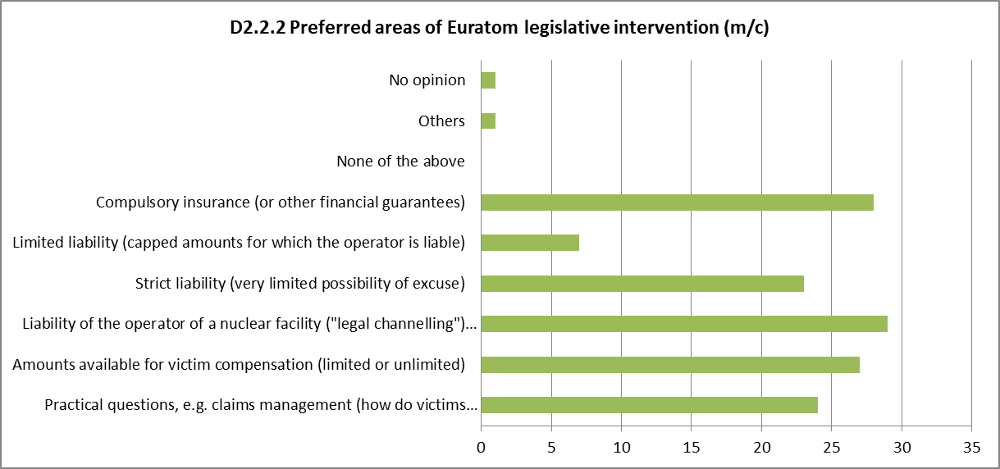 D2.2.2 Preferred areas of Euratom legislative intervention (m/c)
No opinion
Others
None of the above
Compulsory insurance (or other financial guarantees)
Limited liability (capped amounts for which the operator is liable)
Strict liability (very limited possibility of excuse)
Liability of the operator of a nuclear facility ("legal channelling")...
Amounts available for victim compensation (limited or unlimited)
Practical questions, e.g. claims management (how do victims...
0 5 10 15 20 25 30 35